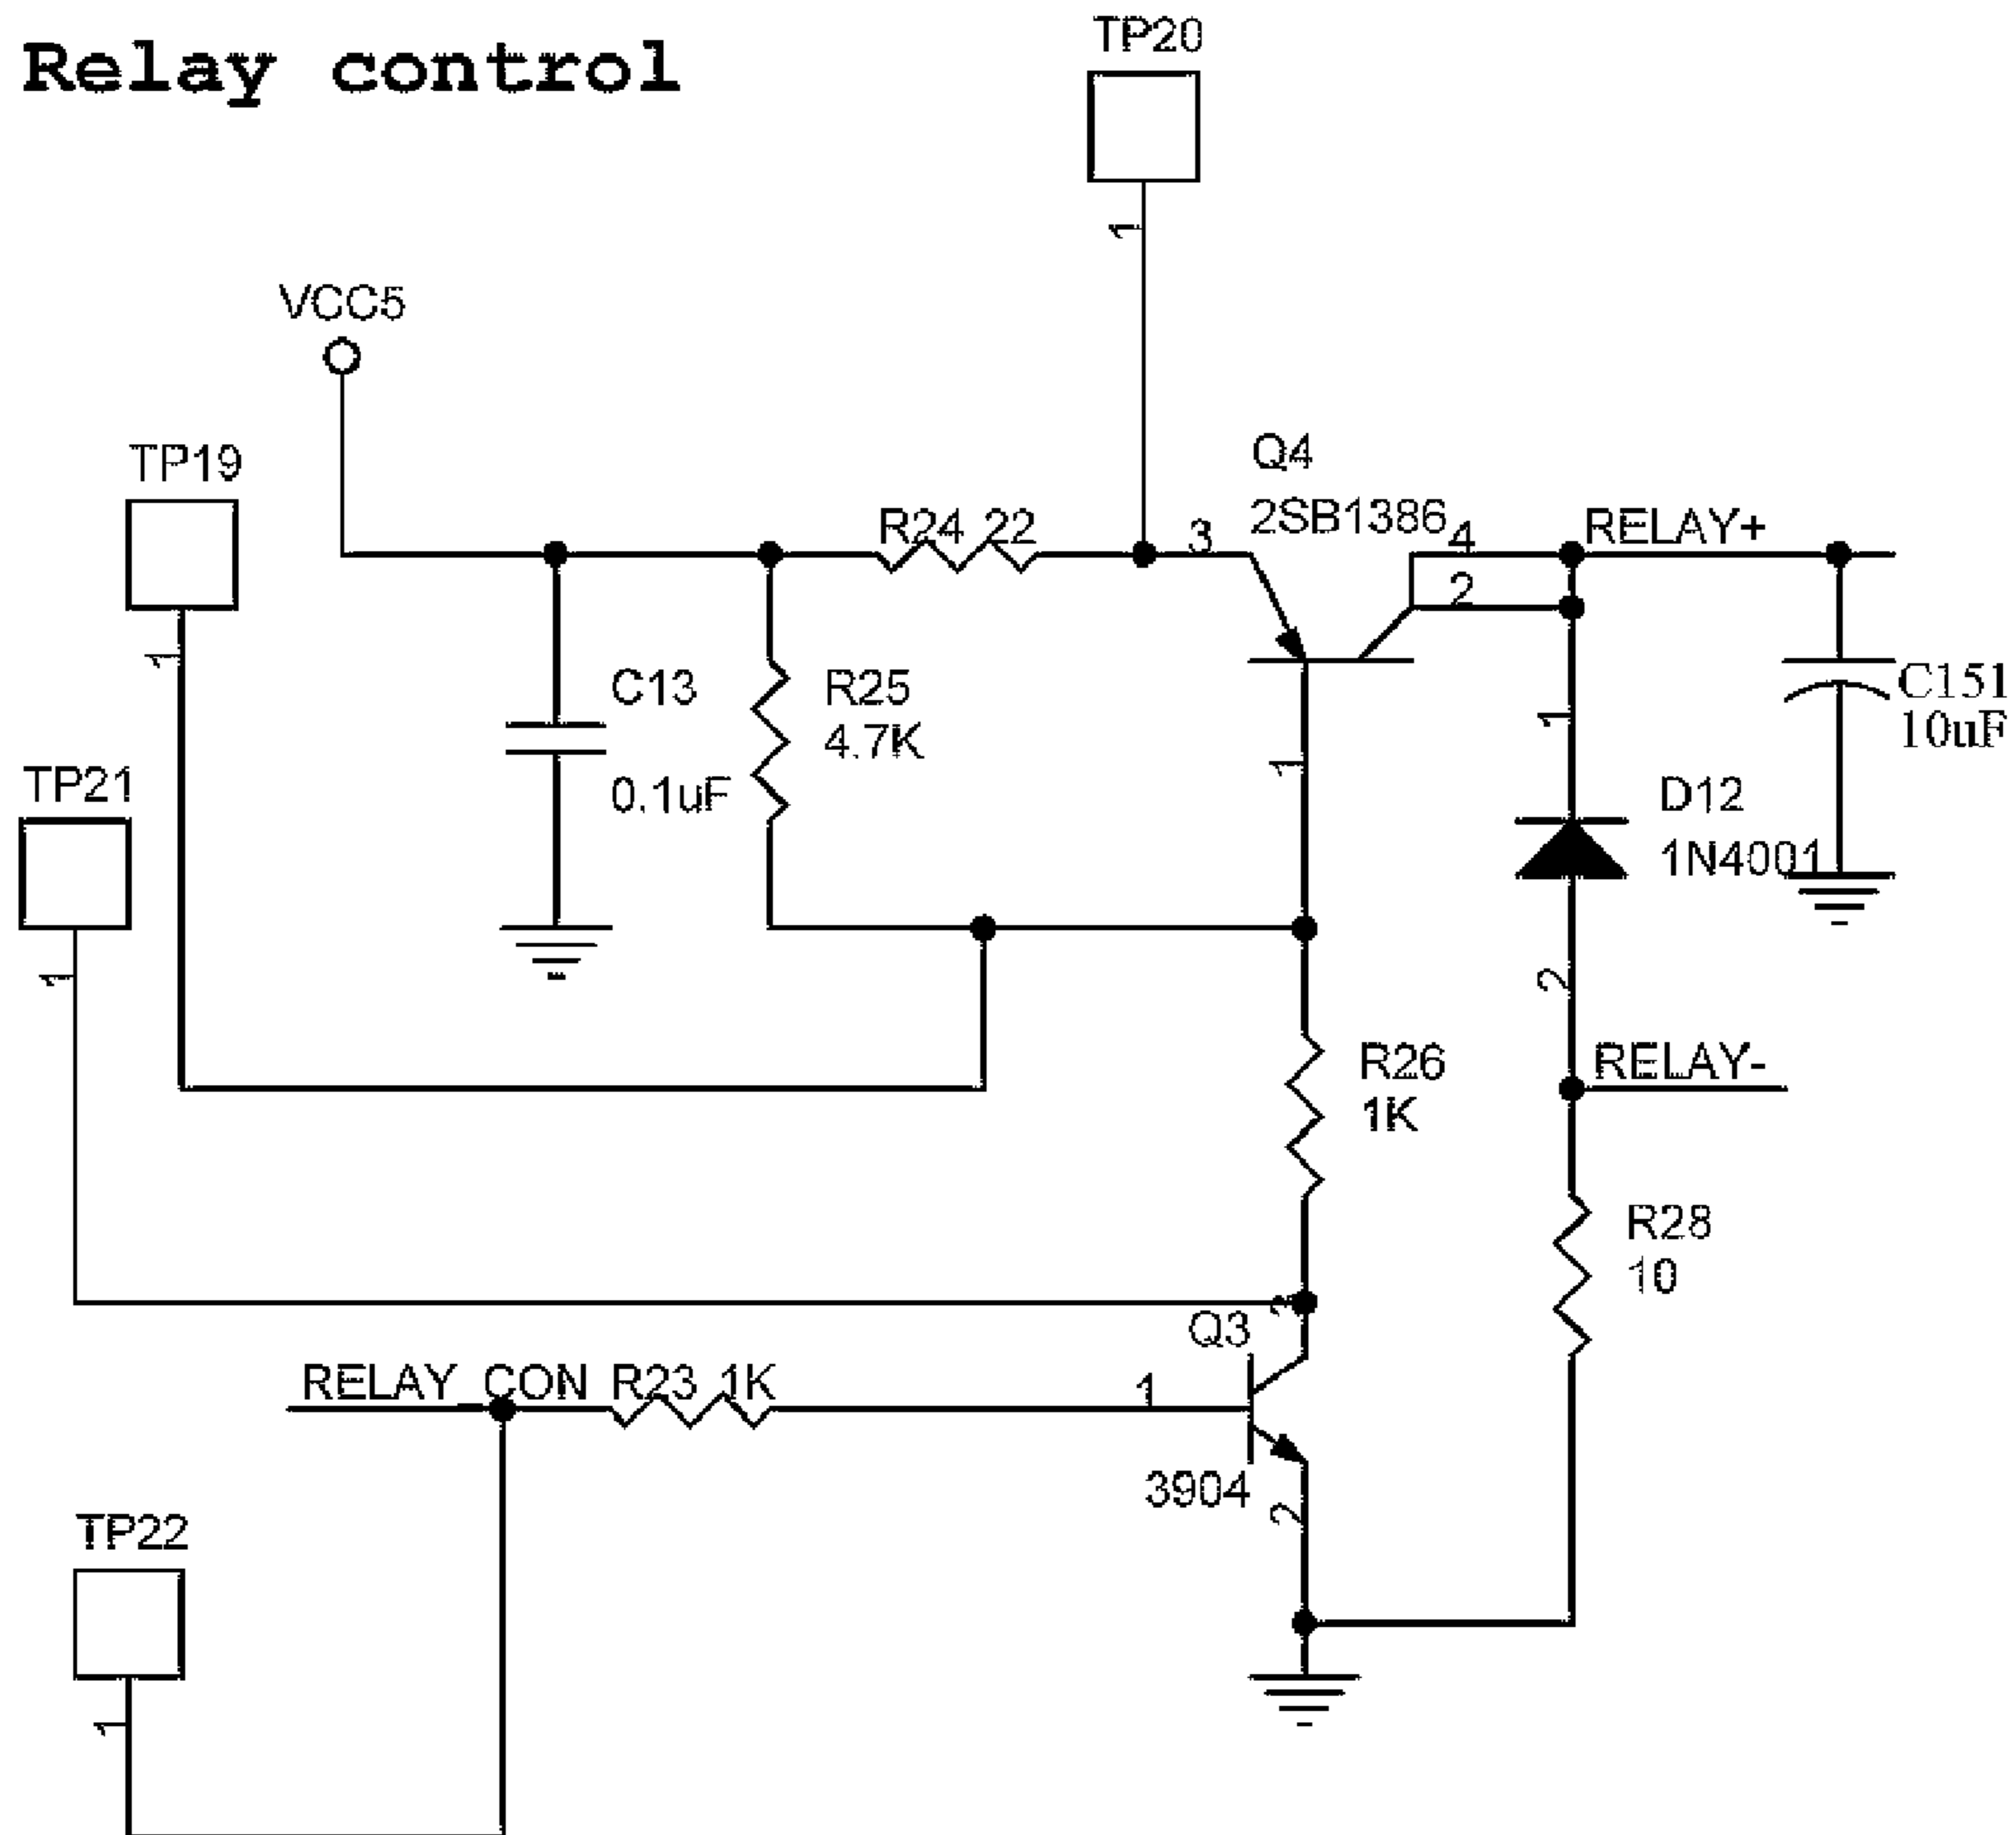 Relay control
TP20
1
VCC5
TP19
1
Q4
2SB1386
R24 22
3
4
2
RELAY+
C13
0.1uF
R25
4.7K
1
1
C151
10uF
D12
1N4001
TP21
1
2
R26
1K
RELAY-
R28
10
Q3
RELAY_CON
R23 1K
1
3904
2
TP22
1